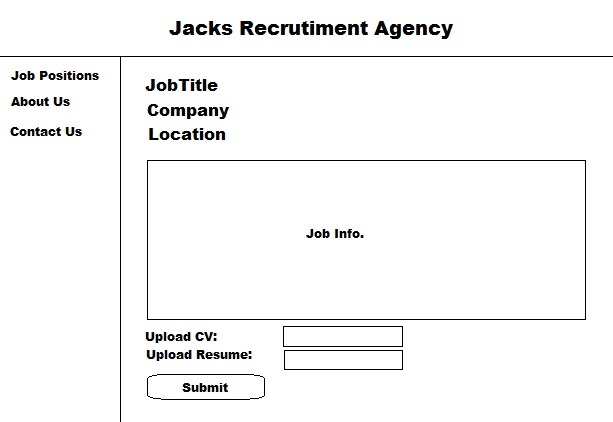 Jacks Recrutiment Agency
Job Positions
About Us
Contact Us
JobTitle
Company
Location
Job Info.
Upload CV:
Upload Resume:
Submit